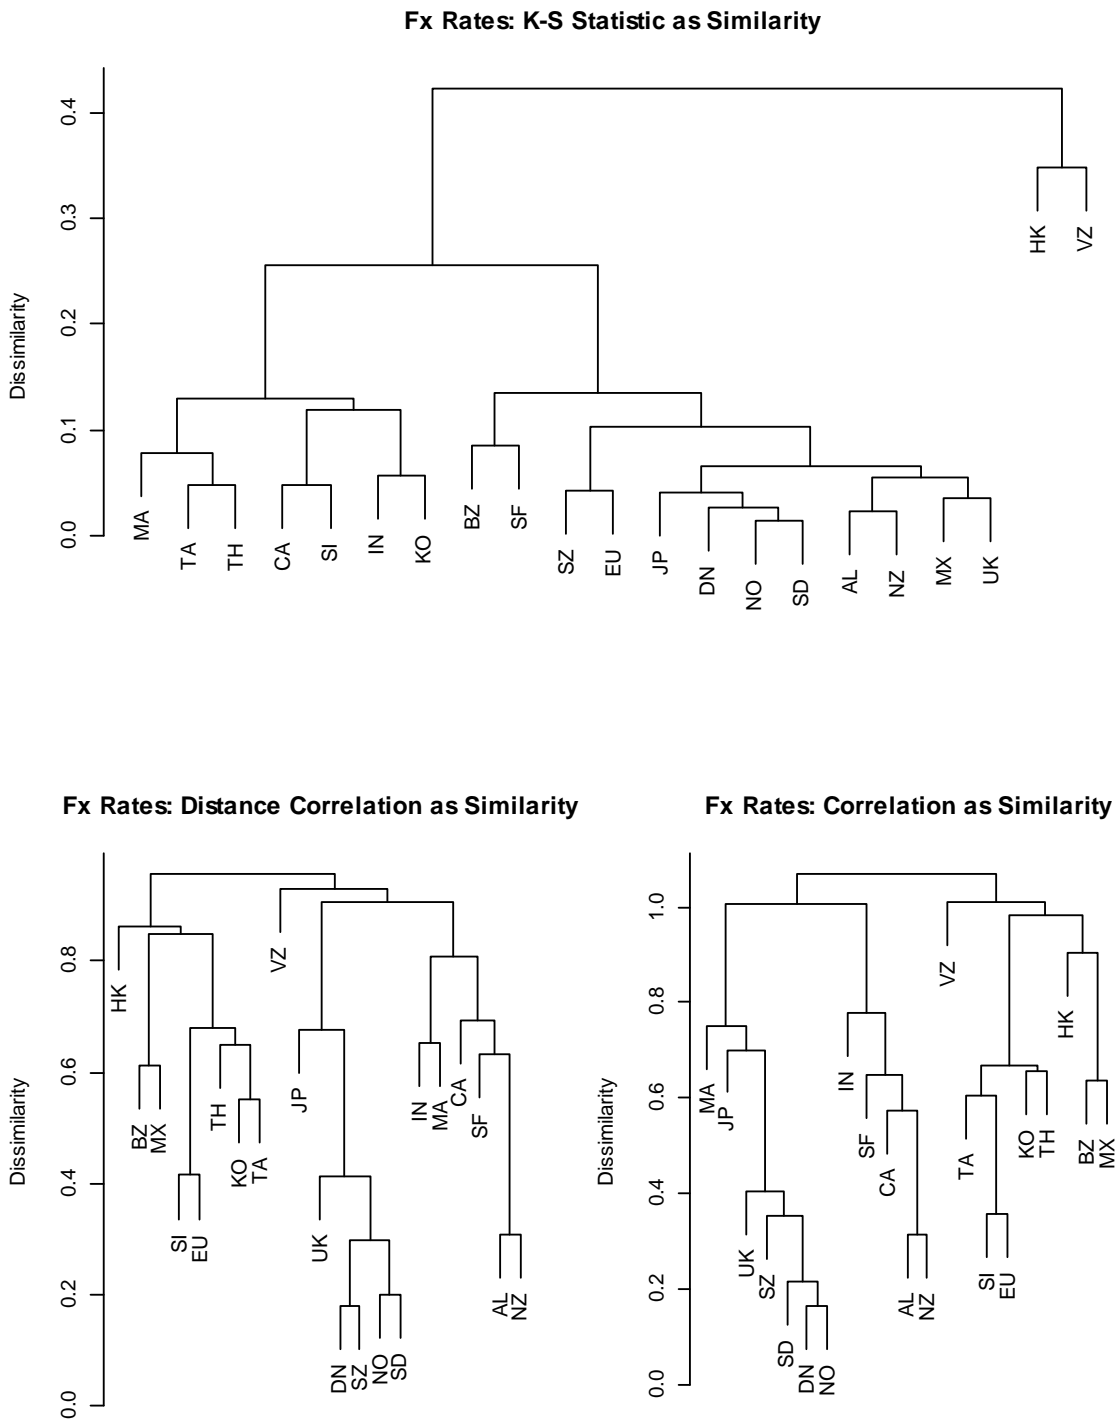 Fx Rates: K-S Statistic as Similarity
Dissimilarity
0.4
0.3
0.2
0.1
0.0
HK
VZ
MA
TA
TH
CA
SI
IN
KO
BZ
SF
SZ
EU
JP
DN
NO
SD
AL
NZ
MX
UK
Fx Rates: Distance Correlation as Similarity
Dissimilarity
0.8
0.6
0.4
0.2
0.0
HK
BZ
MX
SI
EU
TH
KO
TA
VZ
JP
UK
DN
SZ
NO
SD
IN
MA
CA
SF
AL
NZ
Fx Rates: Correlation as Similarity
Dissimilarity
1.0
0.8
0.6
0.4
0.2
0.0
MA
JP
UK
SZ
SD
DN
NO
IN
SF
CA
AL
NZ
VZ
TA
SI
EU
KO
TH
HK
BZ
MX